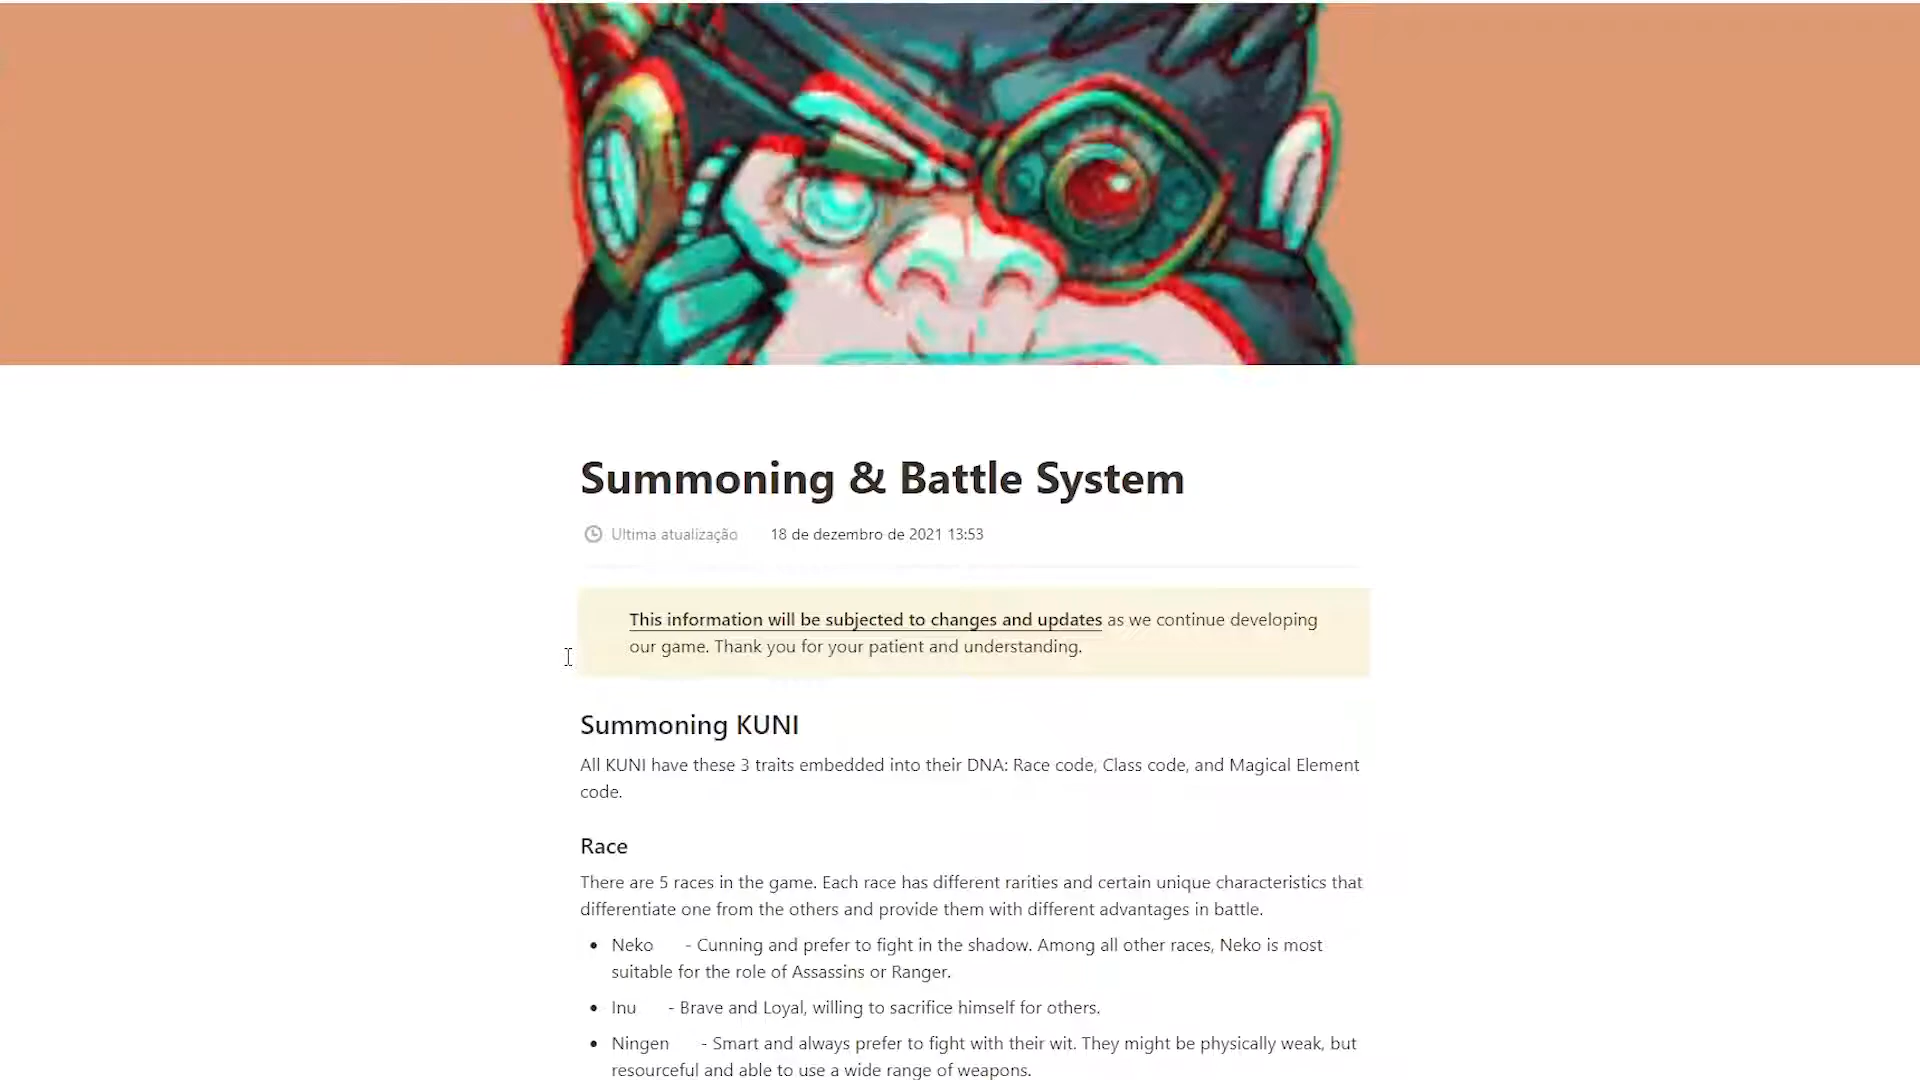 Summoning & Battle System
Ultima atualização 18 de dezembro de 2021 13:53
This information will be subjected to changes and updates as we continue developing
our game. Thank you for your patient and understanding.
Summoning KUNI
All KUNI have these 3 traits embedded into their DNA: Race code, Class code, and Magical Element
code.
Race
There are 5 races in the game. Each race has different rarities and certain unique characteristics that
differentiate one from the others and provide them with different advantages in battle.
• Neko - Cunning and prefer to fight in the shadow. Among all other races, Neko is most
suitable for the role of Assassins or Ranger.
• Inu - Brave and Loyal, willing to sacrifice himself for others.
• Ningen - Smart and always prefer to fight with their wit. They might be physically weak, but
resourceful and able to use a wide range of weapons.